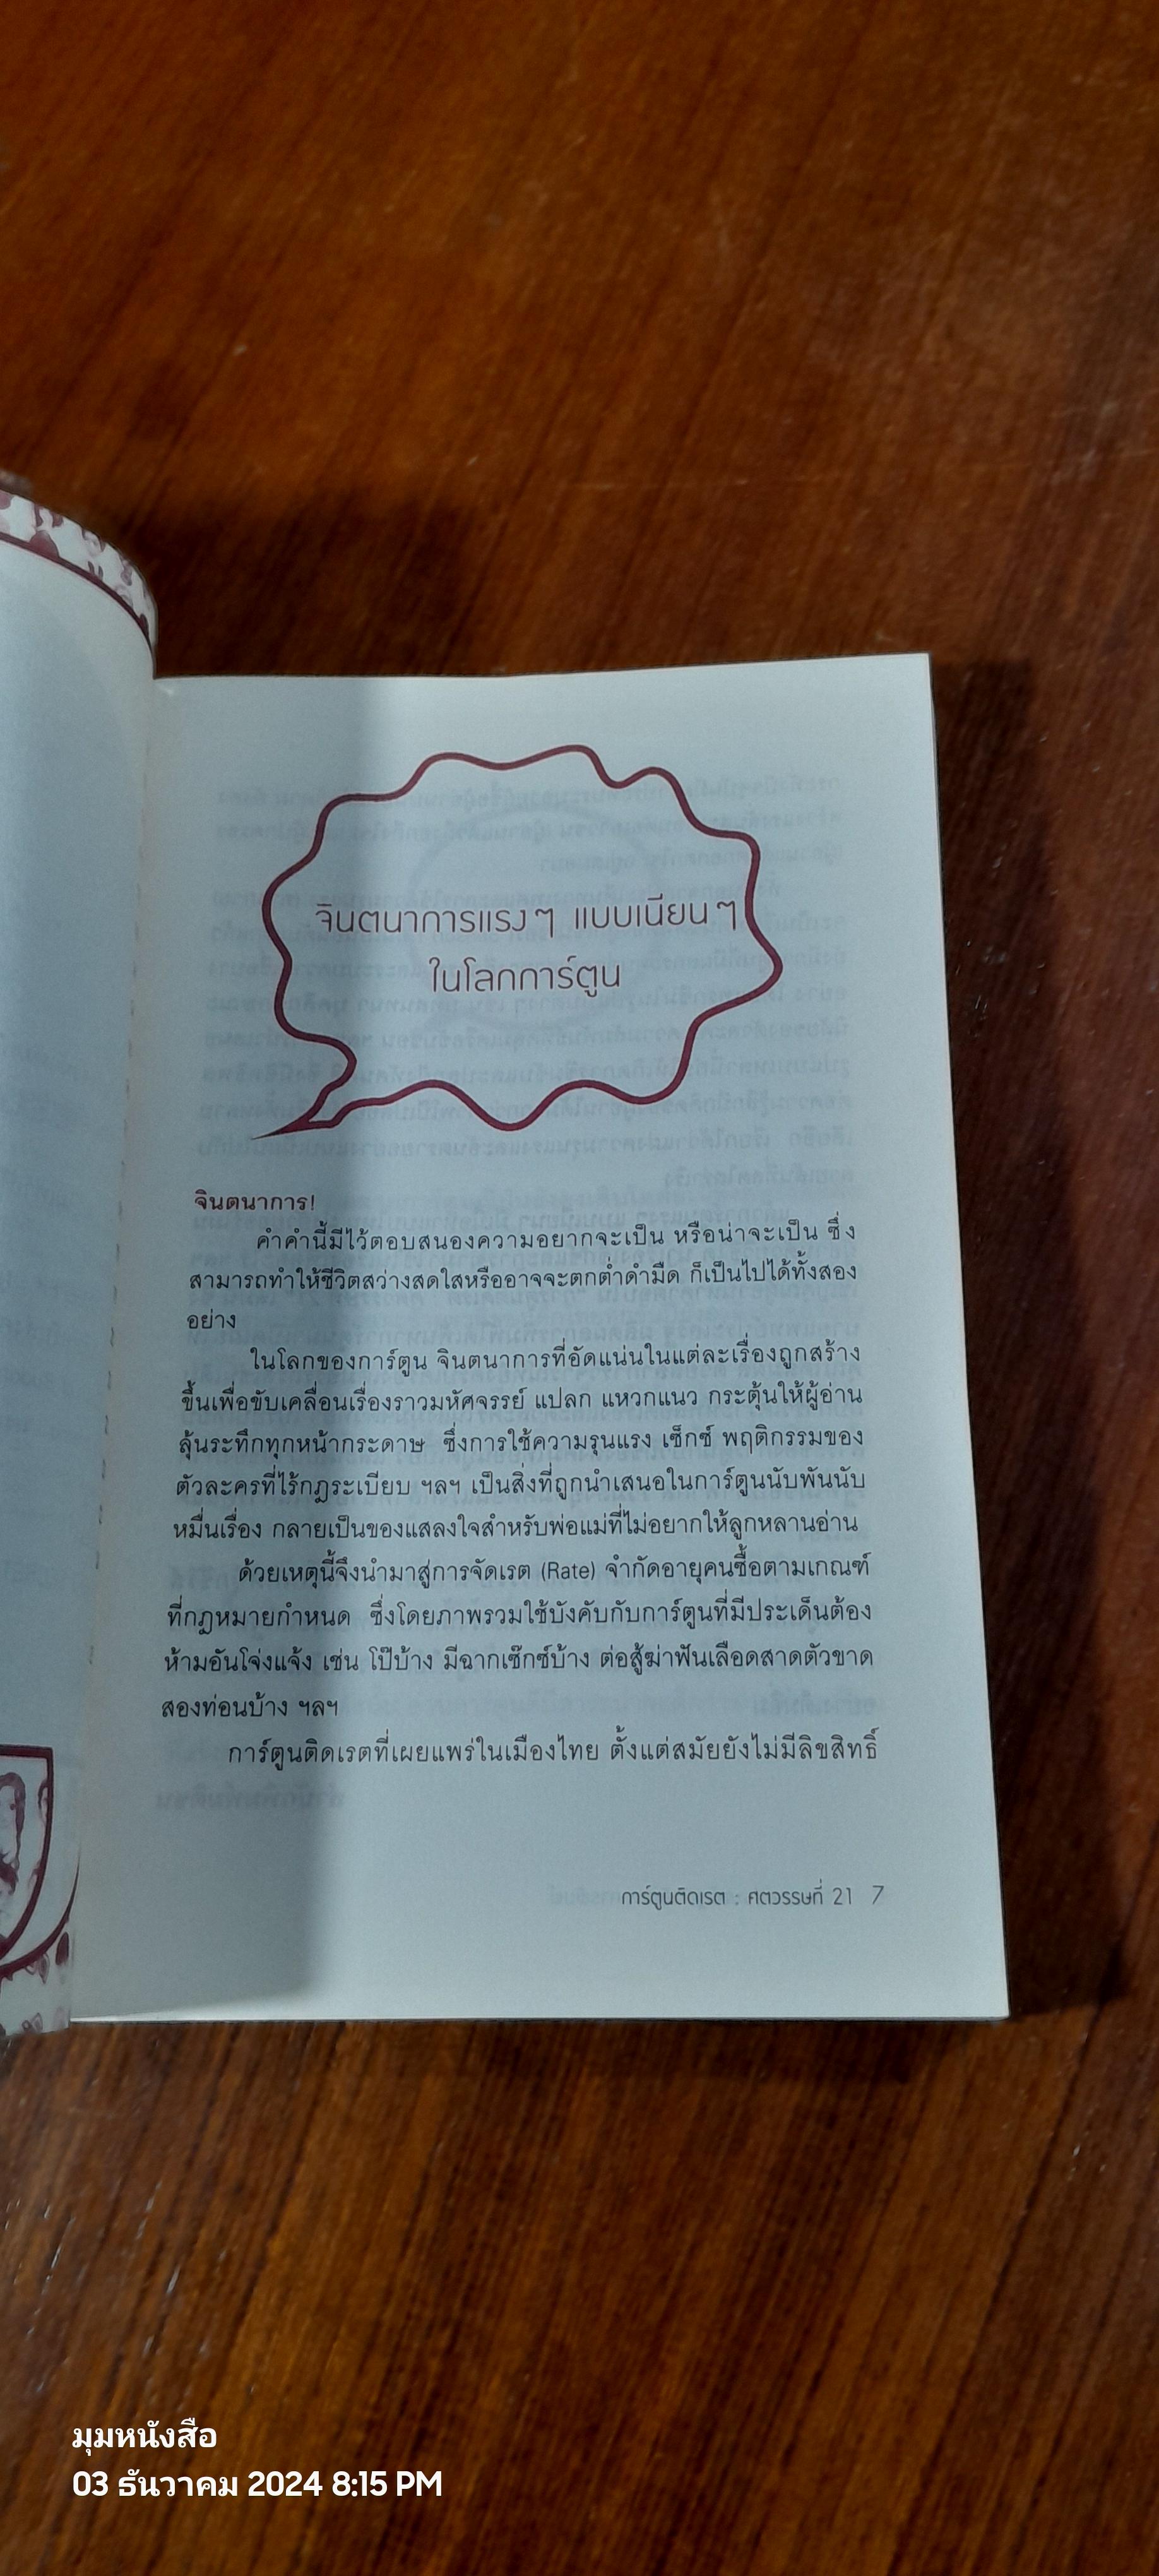 จินตนาการแรงๆ แบบเนียนๆ
ในโลกการ์ตูน
จินตนาการ!
คำคำนี้มีไว้ตอบสนองความอยากจะเป็น หรือน่าจะเป็น ซึ่ง
สามารถทำให้ชีวิตสว่างสดใสหรืออาจจะตกต่ำดำมืด ก็เป็นไปได้ทั้งสอง
อย่าง
ในโลกของการ์ตูน จินตนาการที่อัดแน่นในแต่ละเรื่องถูกสร้าง
ขึ้นเพื่อขับเคลื่อนเรื่องราวมหัศจรรย์ แปลก แหวกแนว กระตุ้นให้ผู้อ่าน
ลุ้นระทึกทุกหน้ากระดาษ ซึ่งการใช้ความรุนแรง เซ็กซ์ พฤติกรรมของ
ตัวละครที่ไร้กฎระเบียบ ฯลฯ เป็นสิ่งที่ถูกนำเสนอในการ์ตูนนับพันนับ
หมื่นเรื่อง กลายเป็นของแสลงใจสำหรับพ่อแม่ที่ไม่อยากให้ลูกหลานอ่าน
ด้วยเหตุนี้จึงนำมาสู่การจัดเรต (Rate) จำกัดอายุคนซื้อตามเกณฑ์
ที่กฎหมายกำหนด ซึ่งโดยภาพรวมใช้บังคับกับการ์ตูนที่มีประเด็นต้อง
ห้ามอันโจ่งแจ้ง เช่น โป๊บ้าง มีฉากเซ็กซ์บ้าง ต่อสู้ฆ่าฟันเลือดสาดตัวขาด
สองท่อนบ้าง ฯลฯ
การ์ตูนติดเรตที่เผยแพร่ในเมืองไทย ตั้งแต่สมัยยังไม่มีลิขสิทธิ์
การ์ตูนติดเรต : ศตวรรษที่ 21 7
มุมหนังสือ
03 ธันวาคม 2024 8:15 PM